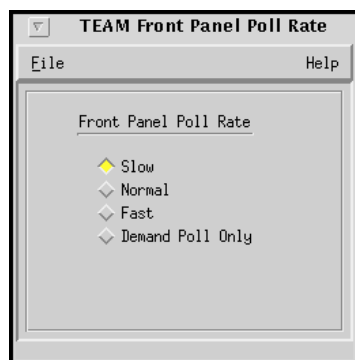 TEAM Front Panel Poll Rate
File Help
Front Panel Poll Rate
Slow
Normal
Fast
Demand Poll Only